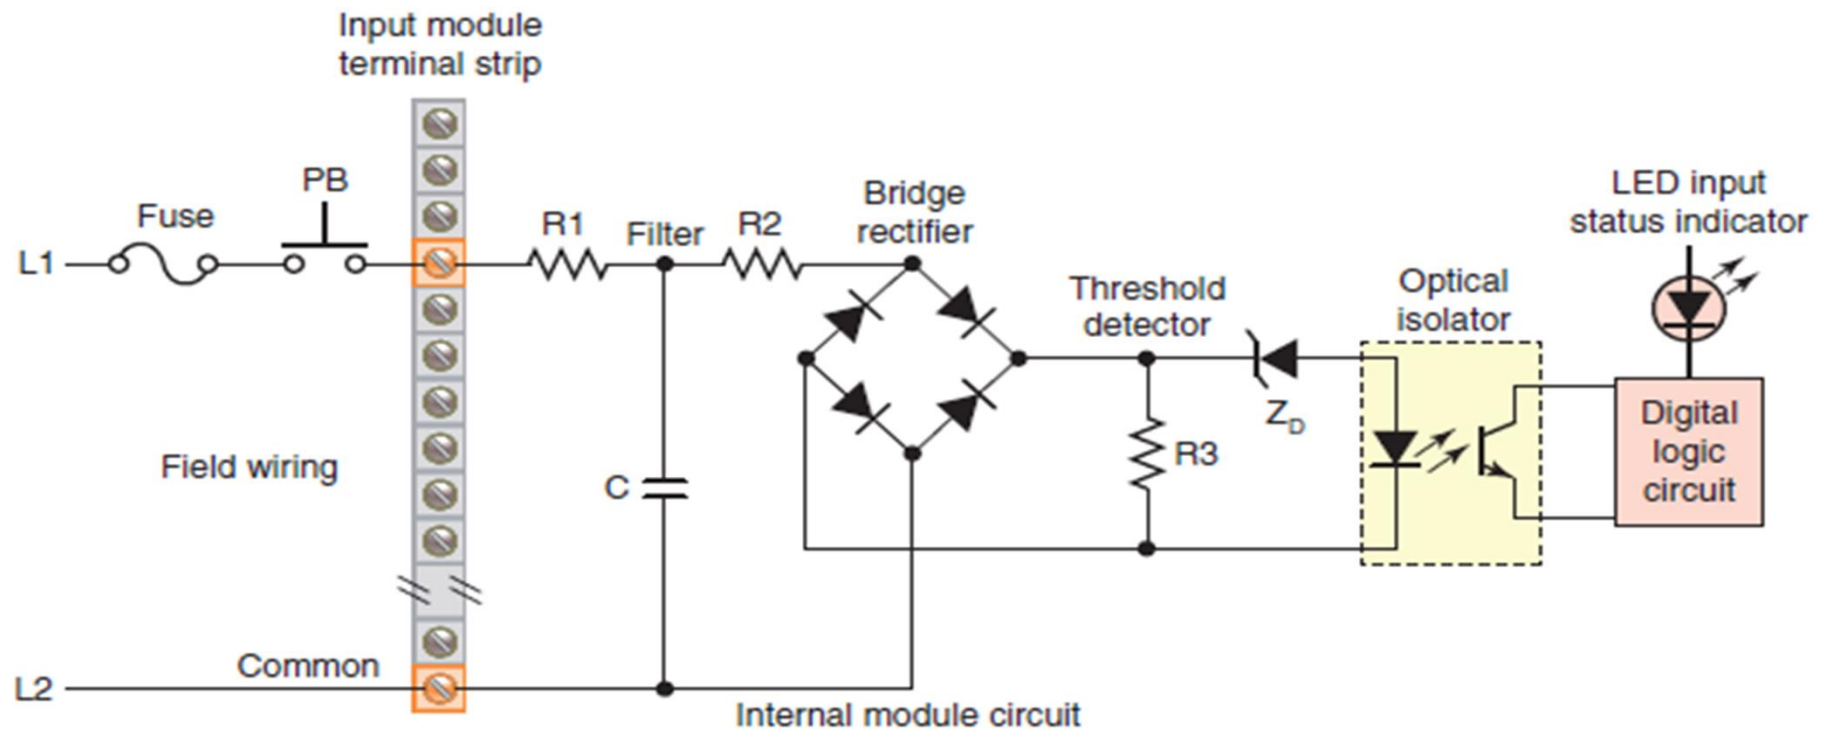 Input module
terminal strip
PB
Fuse
L1
R1
Filter
R2
Bridge
rectifier
Threshold
detector
Optical
isolator
LED input
status indicator
Z_D
Digital
logic
circuit
R3
Field wiring
C
Common
L2
Internal module circuit